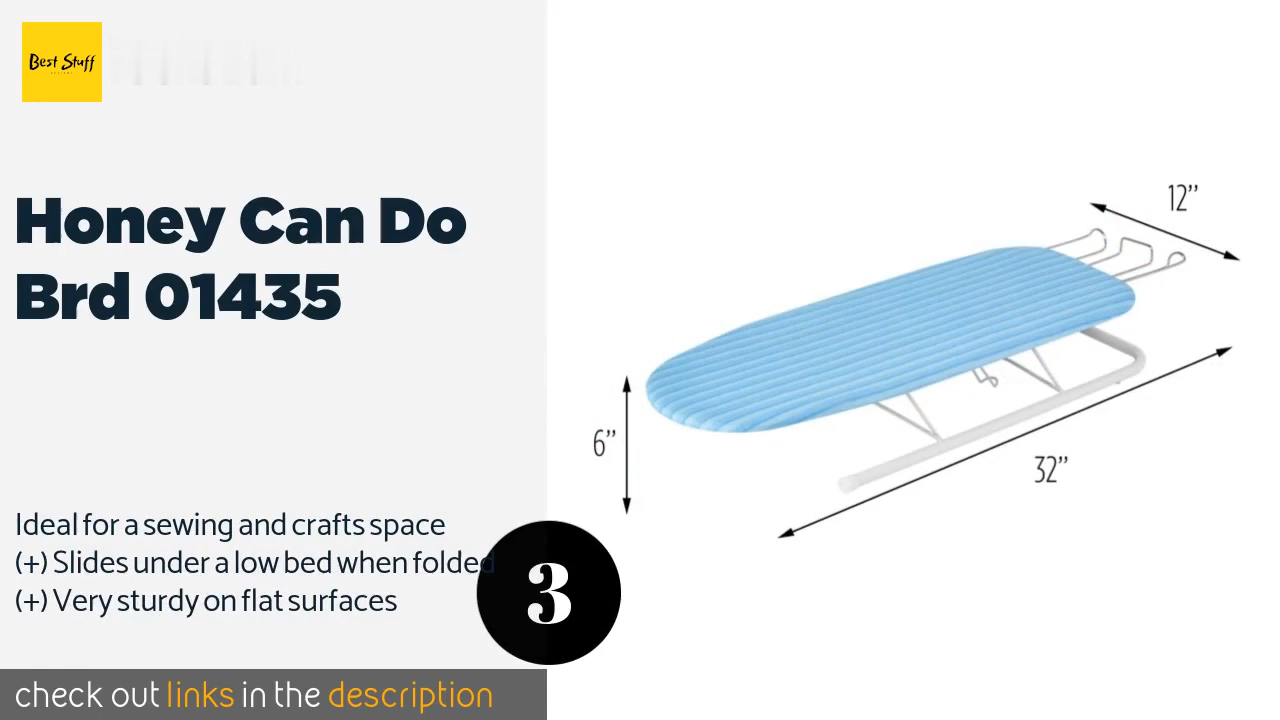 Best Stuff
Honey Can Do
Brd 01435
12”
6”
32”
Ideal for a sewing and crafts space
(+) Slides under a low bed when folded
(+) Very sturdy on flat surfaces
3
check out links in the description